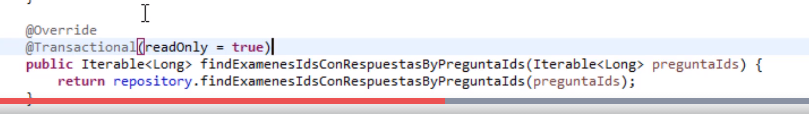 }
@Override
@Transactional(readOnly = true)
public Iterable<Long> findExamenesIdsConRespuestasByPreguntaIds(Iterable<Long> preguntaIds) {
return repository.findExamenesIdsConRespuestasByPreguntaIds(preguntaIds);
}